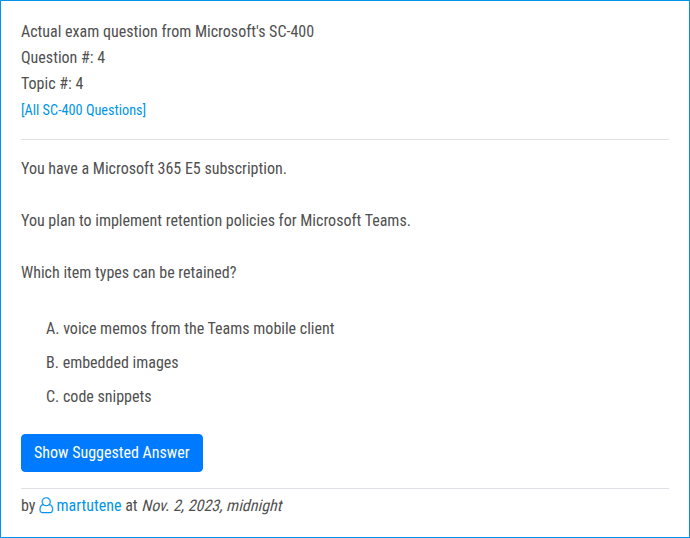 Actual exam question from Microsoft's SC-400
Question #: 4
Topic #: 4
[All SC-400 Questions]
You have a Microsoft 365 E5 subscription.
You plan to implement retention policies for Microsoft Teams.
Which item types can be retained?
A. voice memos from the Teams mobile client
B. embedded images
C. code snippets
Show Suggested Answer
by martutene at Nov. 2, 2023, midnight